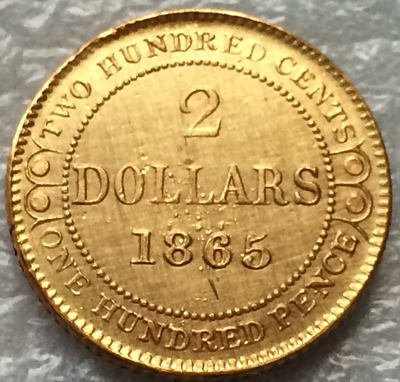 TWO HUNDRED CENTS
2
DOLLARS
1865
ONE HUNDRED PENCE